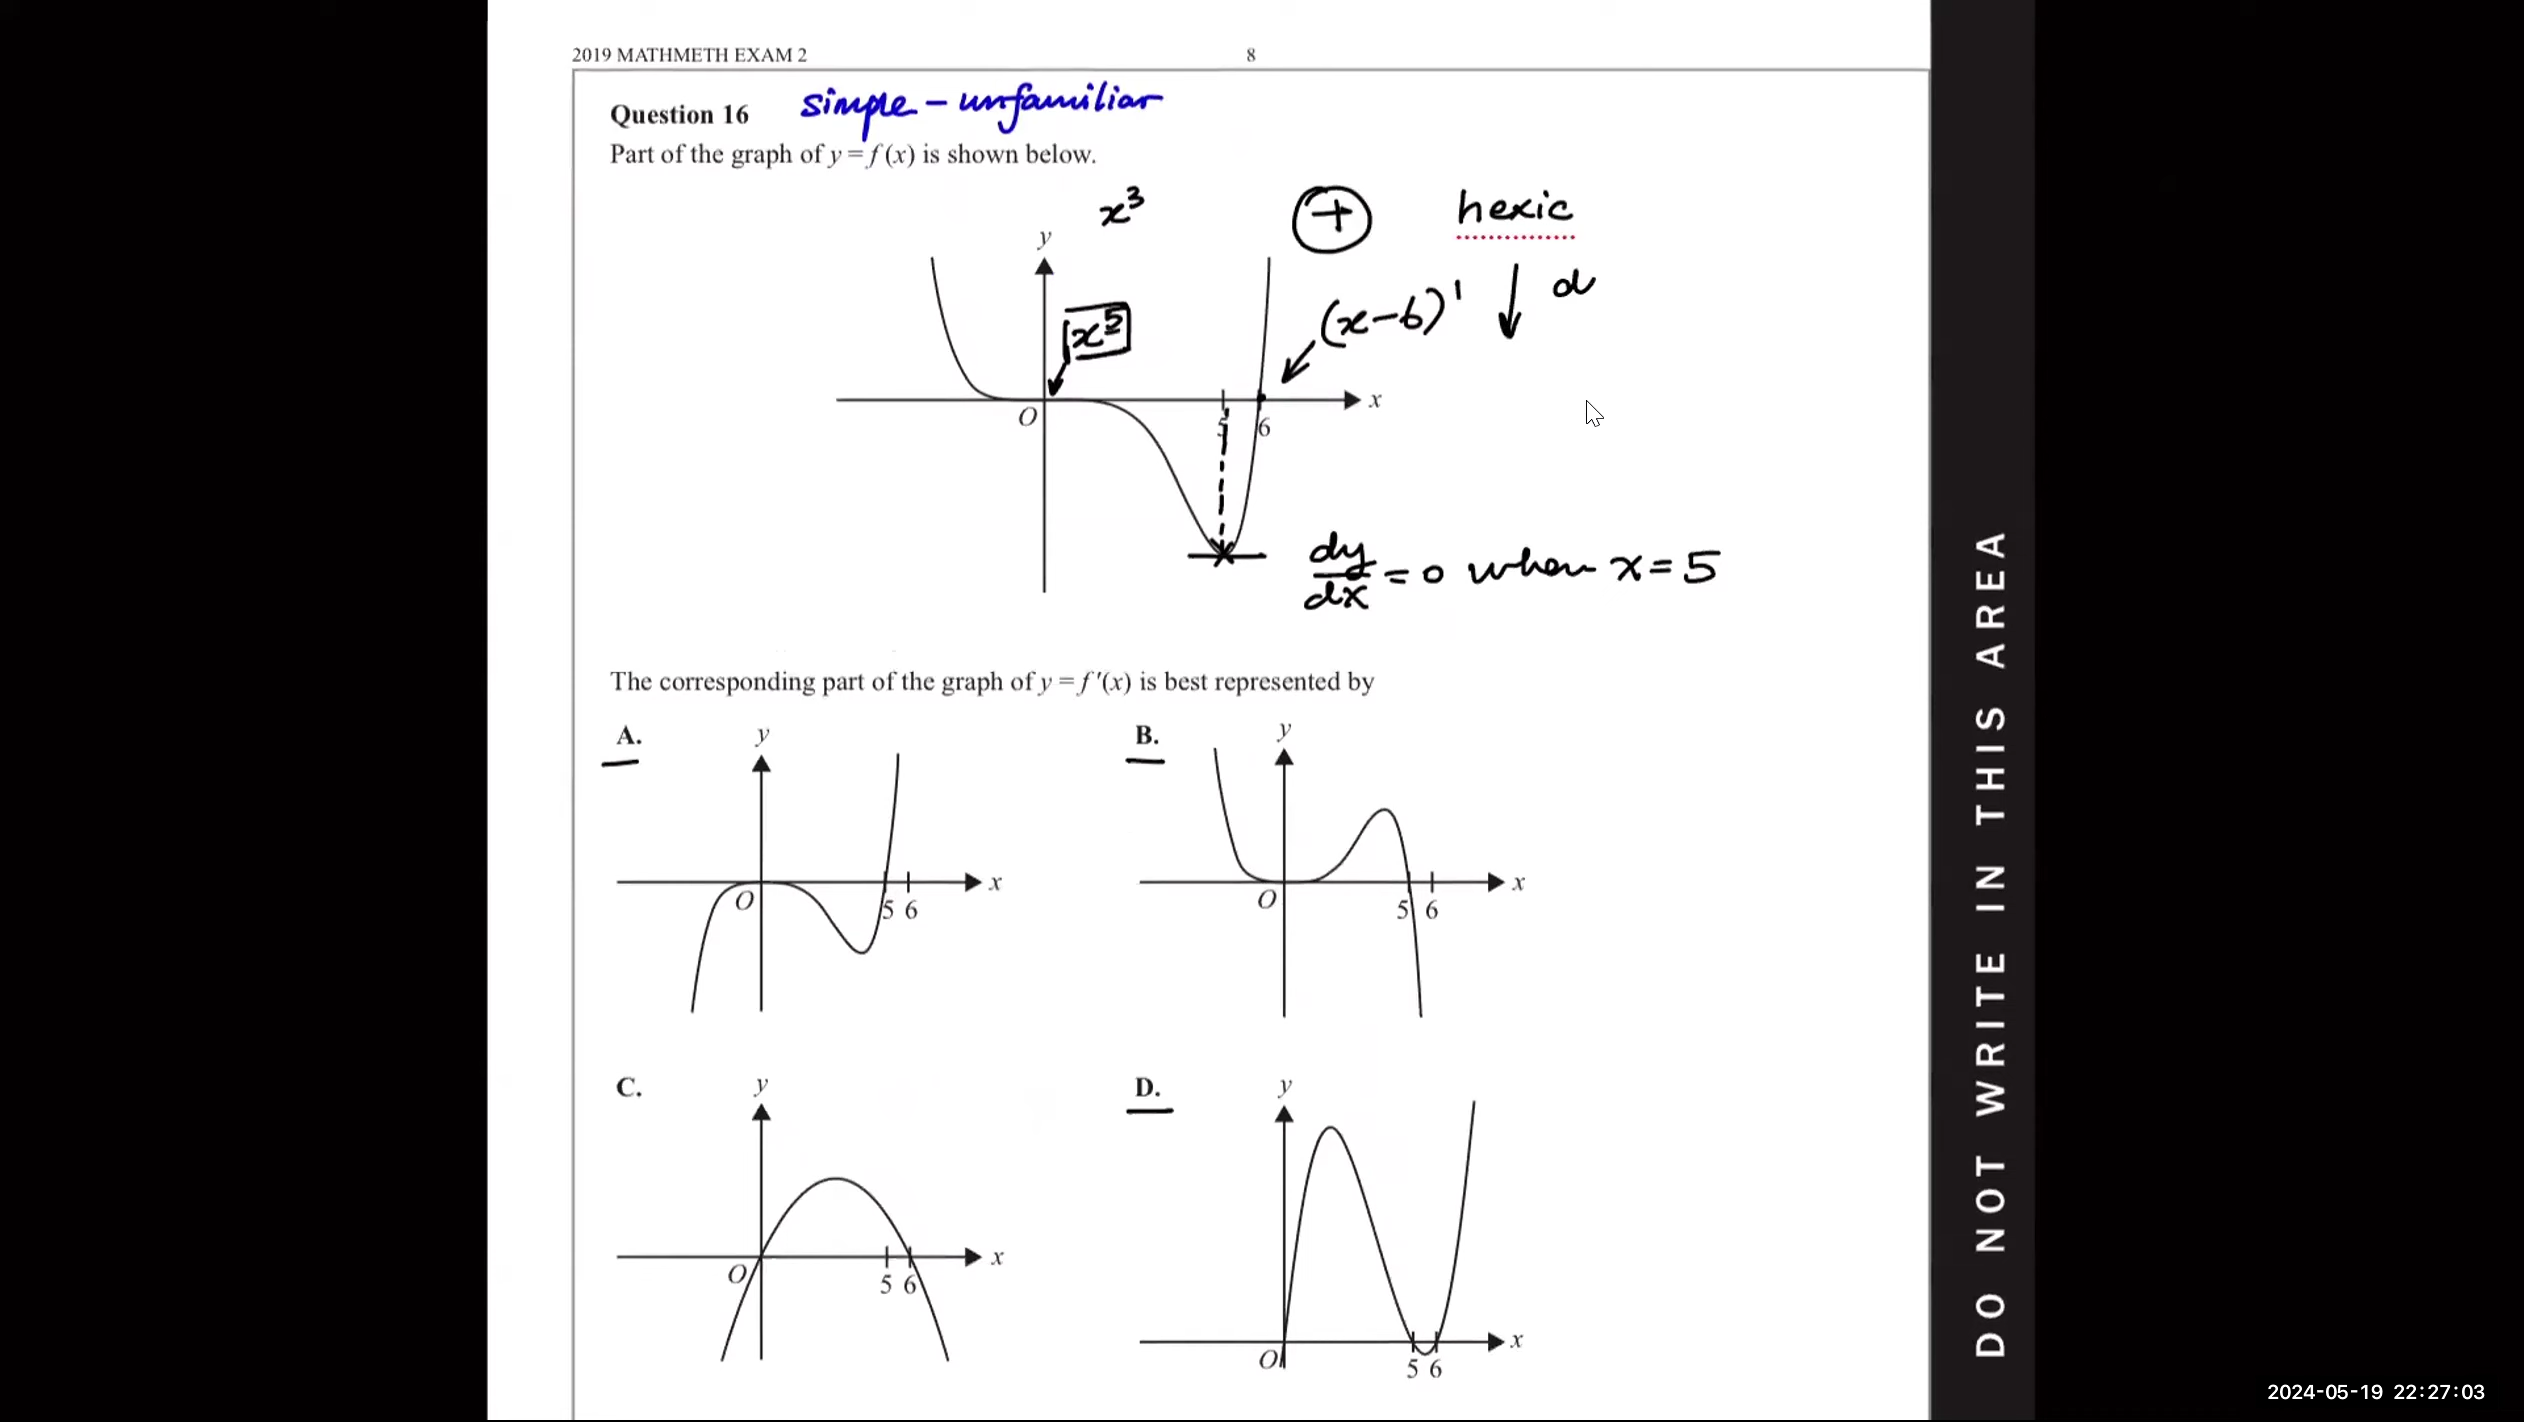 2019 MATHMETH EXAM 2
8
Question 16 simple – unfamiliar
Part of the graph of y = f(x) is shown below.
x³
+
hexic
y
x⁵
(x–6)¹
d
O
5
6
x
dy/dx = 0 when x = 5
The corresponding part of the graph of y = f′(x) is best represented by
A.
y
O
5 6
x
B.
y
O
5 6
x
C.
y
O
5 6
x
D.
y
O
5 6
x
DO NOT WRITE IN THIS AREA
2024-05-19 22:27:03